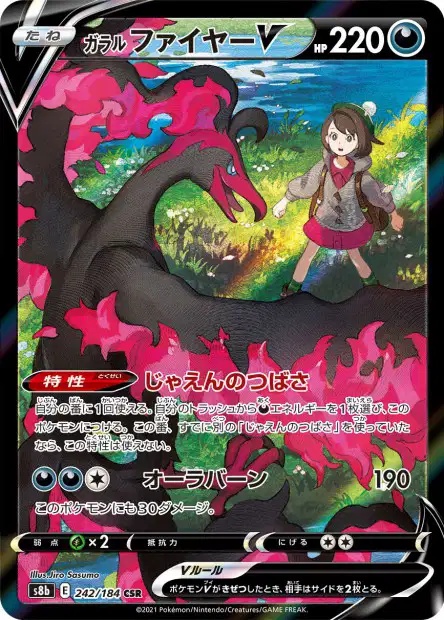 たね ガラル ファイヤーV HP 220
特性 じゃえんのつばさ
自分の番に1回使える。自分のトラッシュからエネルギーを1枚選び、この
ポケモンにつける。この番、すでに別の「じゃえんのつばさ」を使っていた
なら、この特性は使えない。
オーラバーン 190
このポケモンにも30ダメージ。
弱点 ×2 抵抗力 にげる
Illus.Jiro Sasumo
Vルール
s8b E 242/184 CSR ポケモンVがきぜつしたとき、相手はサイドを2枚とる。
©2021 Pokémon/Nintendo/Creatures/GAME FREAK.